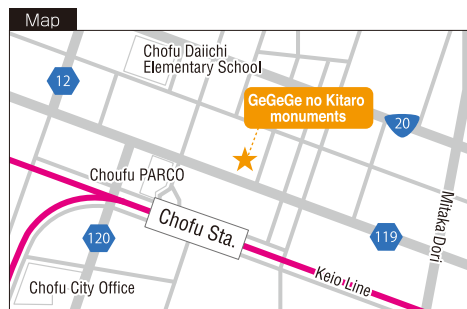 Map
Chofu Daiichi
Elementary School
12
GeGeGe no Kitaro
monuments
20
Choufu PARCO
Chofu Sta.
Mitaka Dori
120
119
Keio Line
Chofu City Office